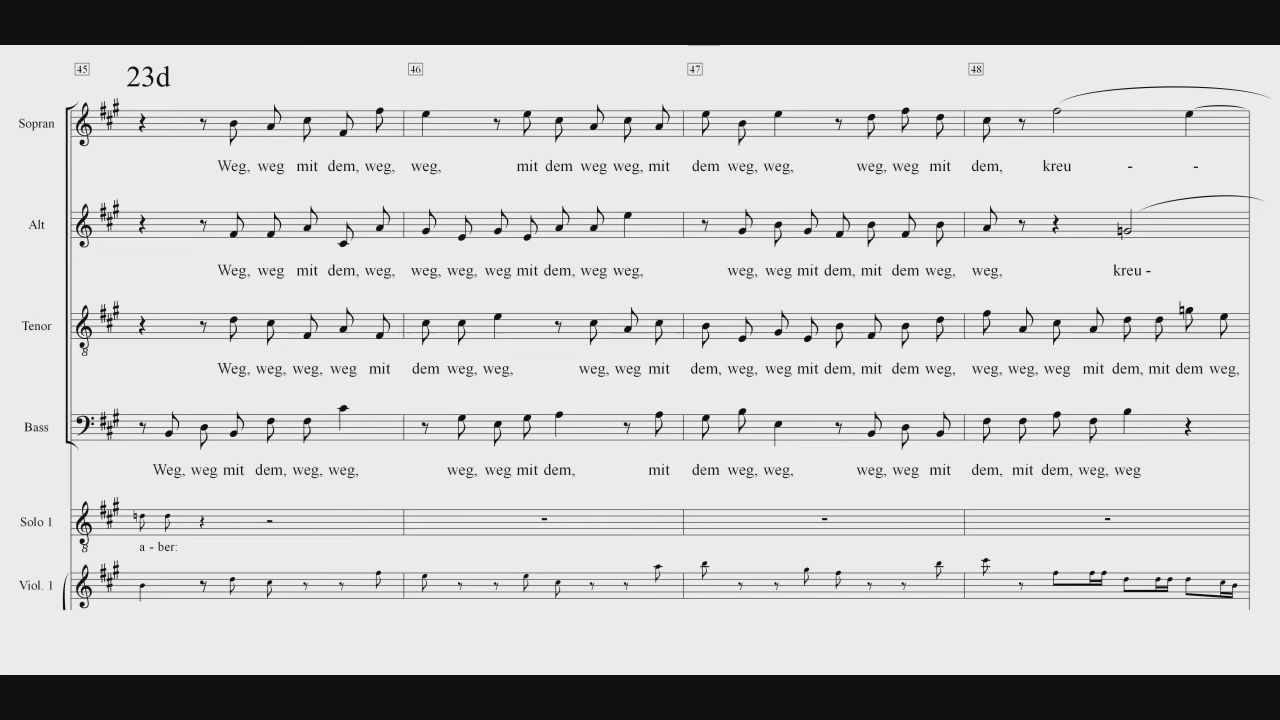 45 46 47 48
23d
Sopran
Weg, weg mit dem, weg, weg, mit dem weg weg, mit dem weg, weg, weg, weg mit dem, kreu - -
Alt
Weg, weg mit dem, weg, weg, weg, weg mit dem, weg weg, weg, weg mit dem, mit dem weg, weg, kreu -
Tenor
8
Weg, weg, weg, weg mit dem weg, weg, weg, weg mit dem, weg, weg mit dem, mit dem weg, weg, weg, weg mit dem, mit dem weg,
Bass
Weg, weg mit dem, weg, weg, weg, weg mit dem, mit dem weg, weg, weg, weg mit dem, mit dem, weg, weg
Solo 1
8
a - ber:
Viol. 1